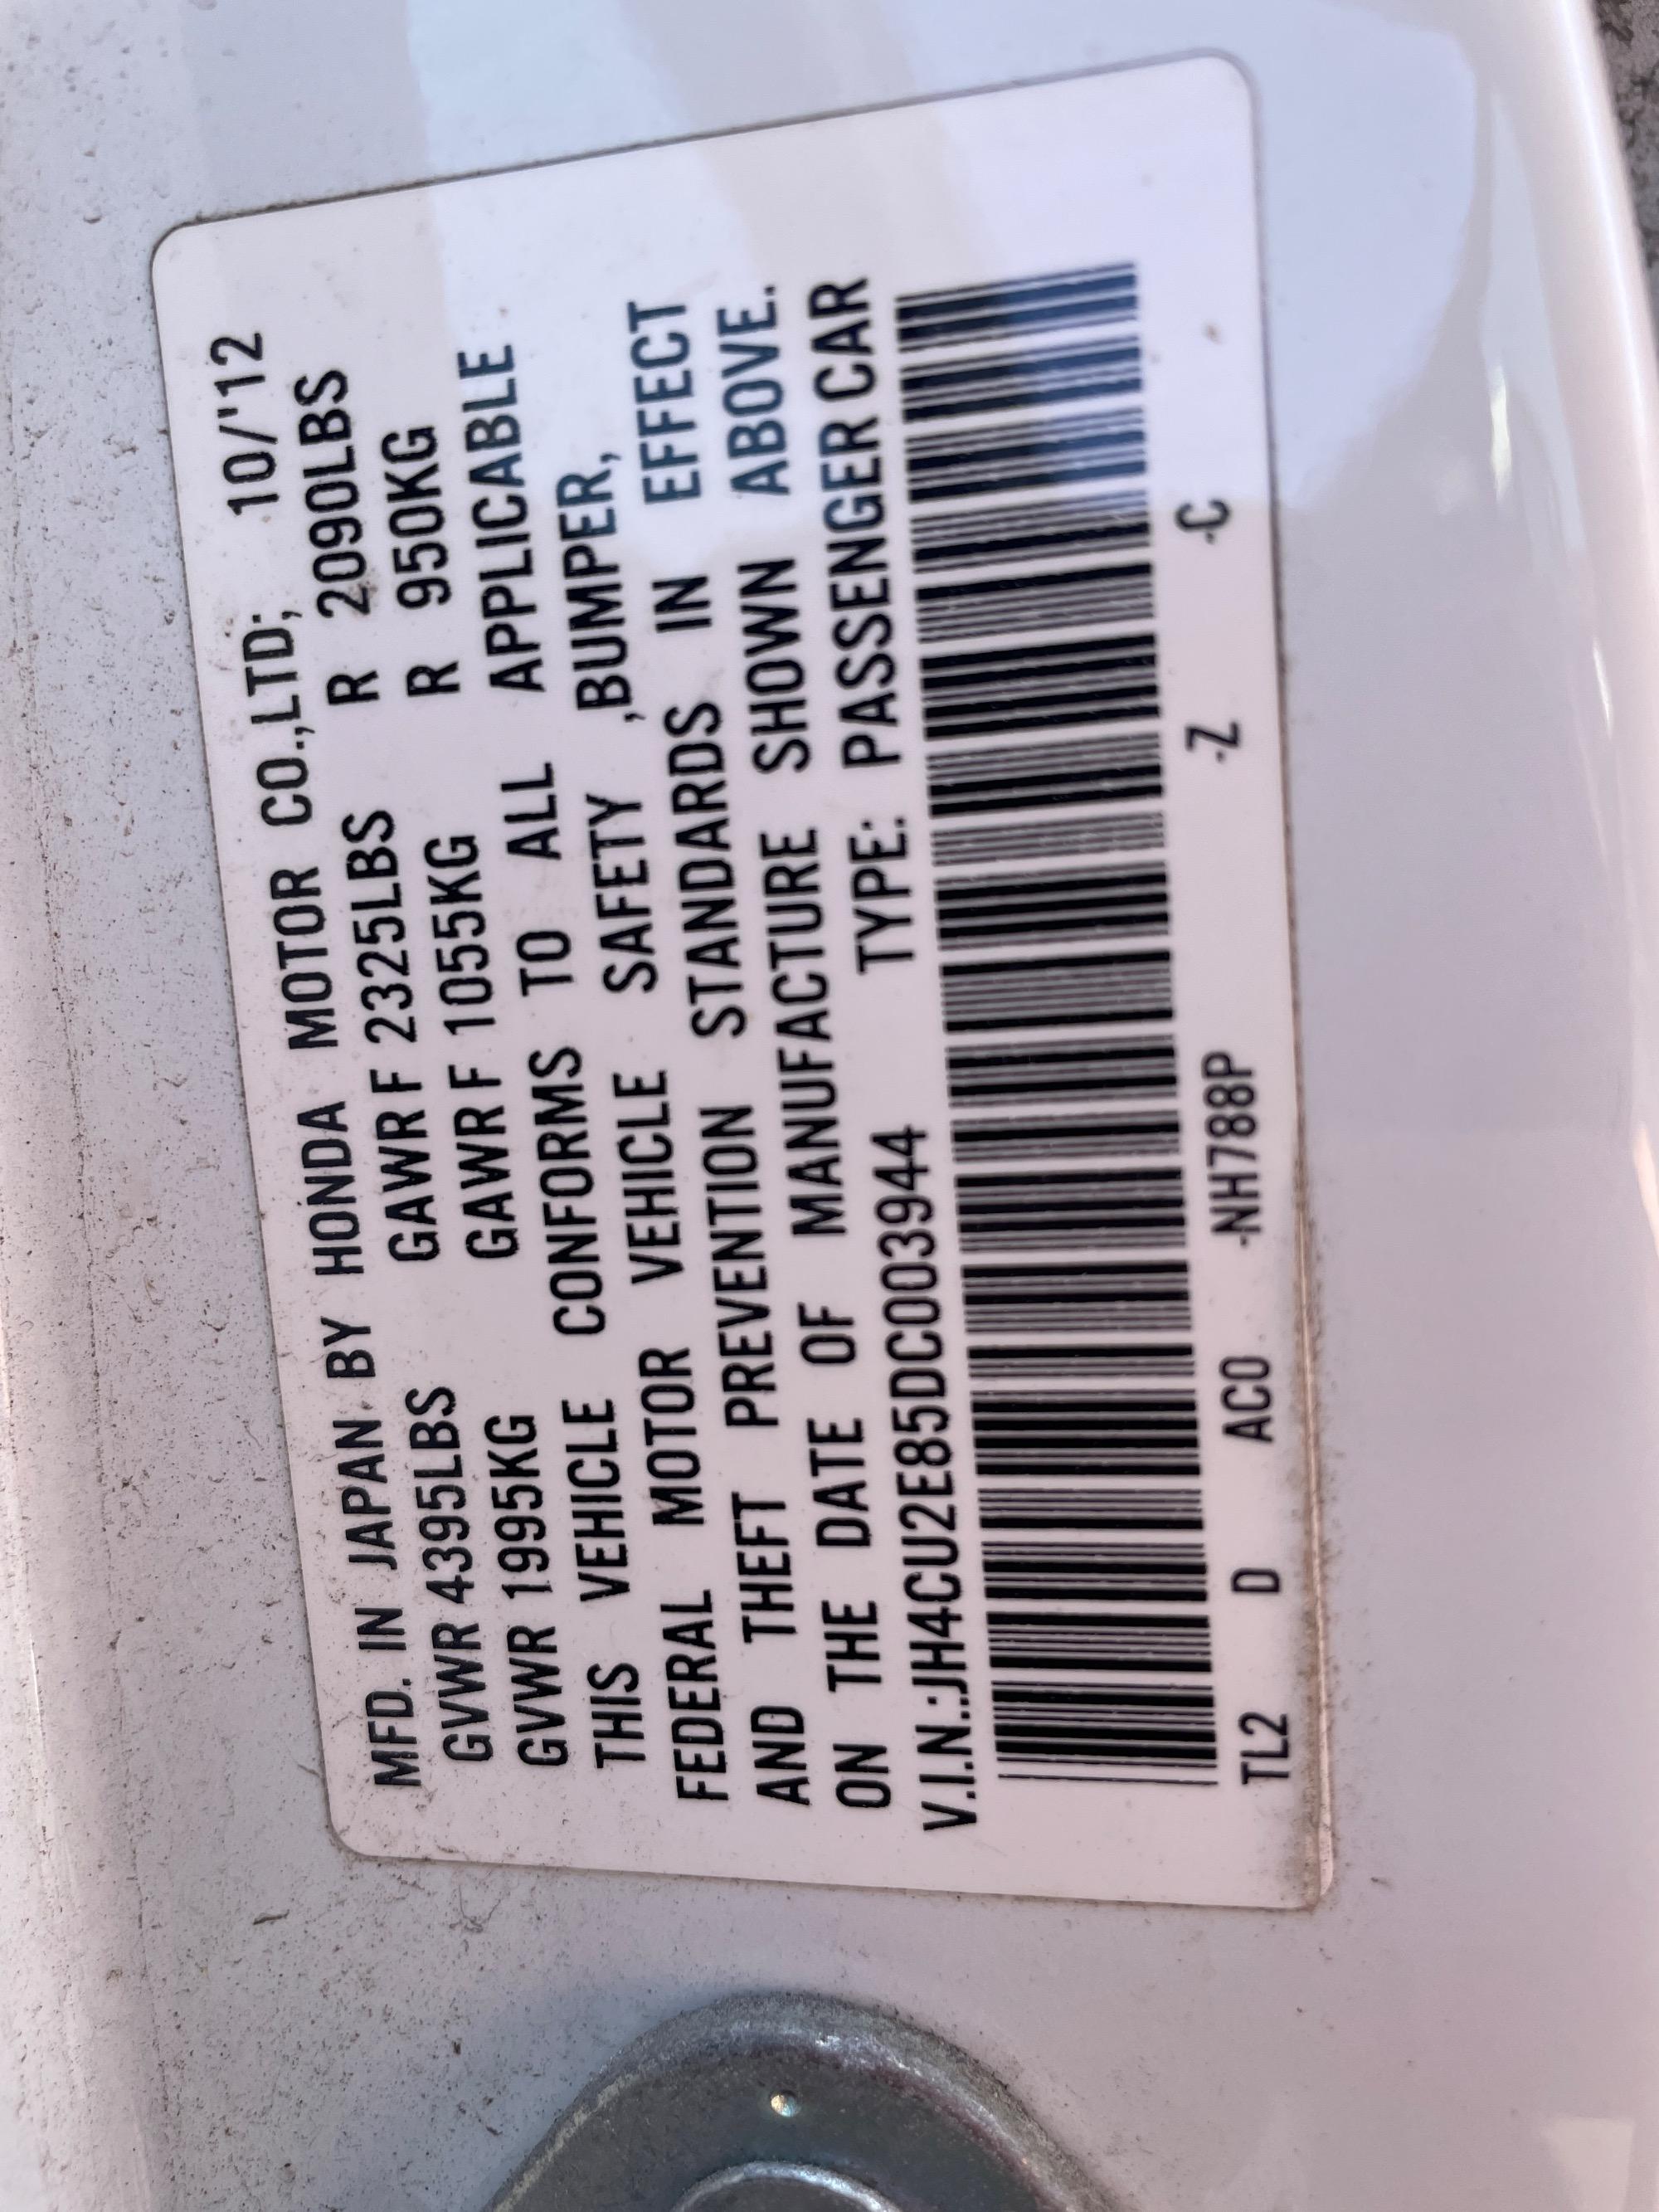 MFD. IN JAPAN BY HONDA MOTOR CO.,LTD; 10/'12
GVWR 4395LBS GAWR F 2325LBS R 2090LBS
GVWR 1995KG GAWR F 1055KG R 950KG
THIS VEHICLE CONFORMS TO ALL APPLICABLE
FEDERAL MOTOR VEHICLE SAFETY ,BUMPER,
AND THEFT PREVENTION STANDARDS IN EFFECT
ON THE DATE OF MANUFACTURE SHOWN ABOVE.
V.I.N.:JH4CU2E85DC003944 TYPE: PASSENGER CAR
TL2 D AC0 -NH788P -Z -C